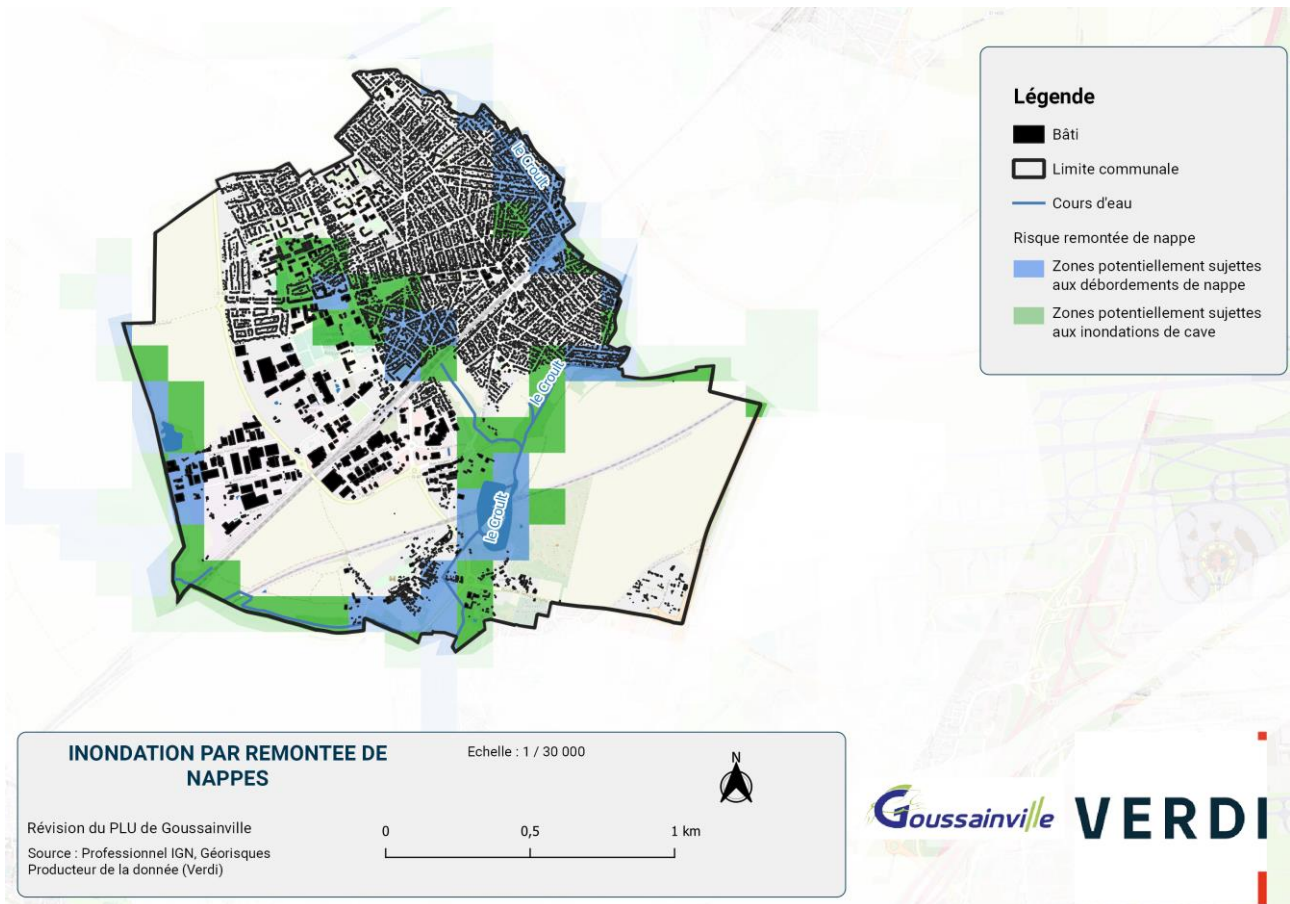 Légende
Bâti
Limite communale
Cours d'eau
Risque remontée de nappe
Zones potentiellement sujettes
aux débordements de nappe
Zones potentiellement sujettes
aux inondations de cave
le Croult
le Croult
le Croult
INONDATION PAR REMONTEE DE
NAPPES
Echelle : 1 / 30 000
N
Révision du PLU de Goussainville
Source : Professionnel IGN, Géorisques
Producteur de la donnée (Verdi)
0 0,5 1 km
Goussainville
VERDI